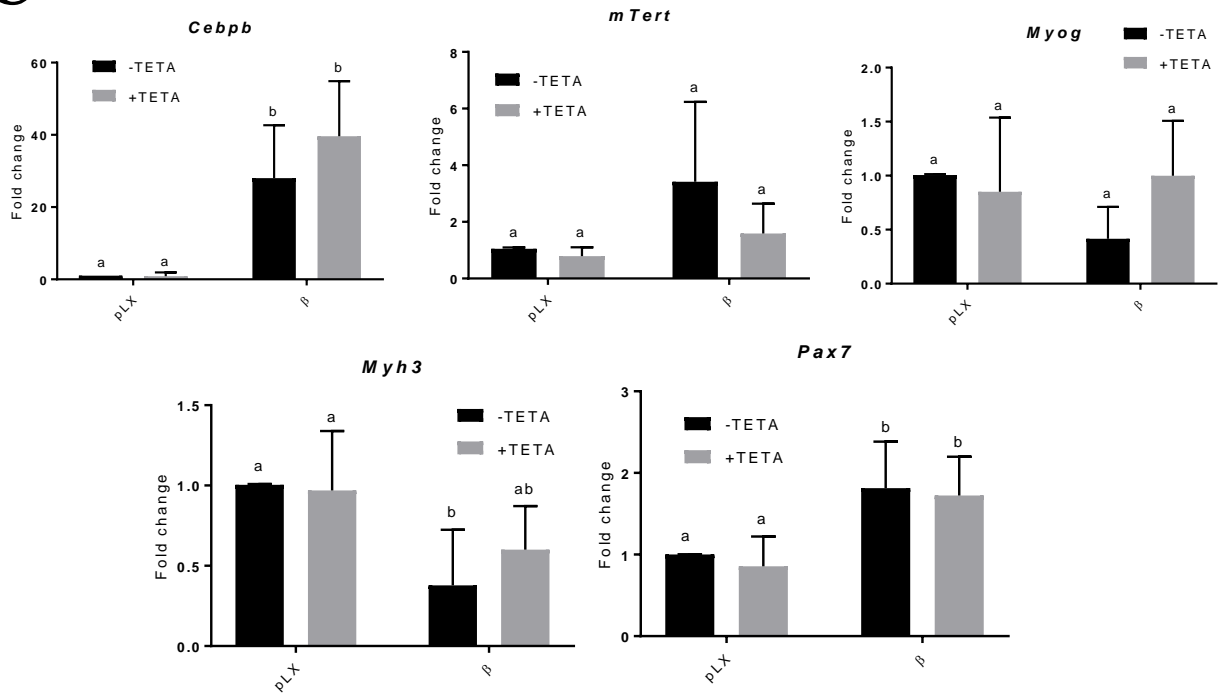 Cebpb
-TETA
+TETA
Fold change
60
40
20
0
a
a
b
b
pLX
β
mTert
-TETA
+TETA
Fold change
8
6
4
2
0
a
a
a
a
pLX
β
Myog
-TETA
+TETA
Fold change
2.0
1.5
1.0
0.5
0.0
a
a
a
a
pLX
β
Myh3
-TETA
+TETA
Fold change
1.5
1.0
0.5
0.0
a
a
b
ab
pLX
β
Pax7
-TETA
+TETA
Fold change
3
2
1
0
a
a
b
b
pLX
β